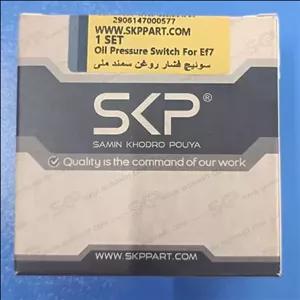 2906147000577
WWW.SKPPART.COM
1 SET
Oil Pressure Switch For Ef7
سوئیچ فشار روغن سمند ملی
SKP®
SAMIN KHODRO POUYA
Quality is the command of our work
WWW.SKPPART.COM